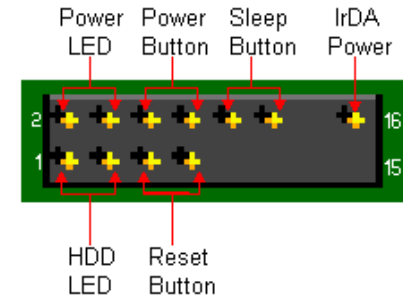 Power Power Sleep IrDA
LED Button Button Power
2 16
1 15
HDD Reset
LED Button